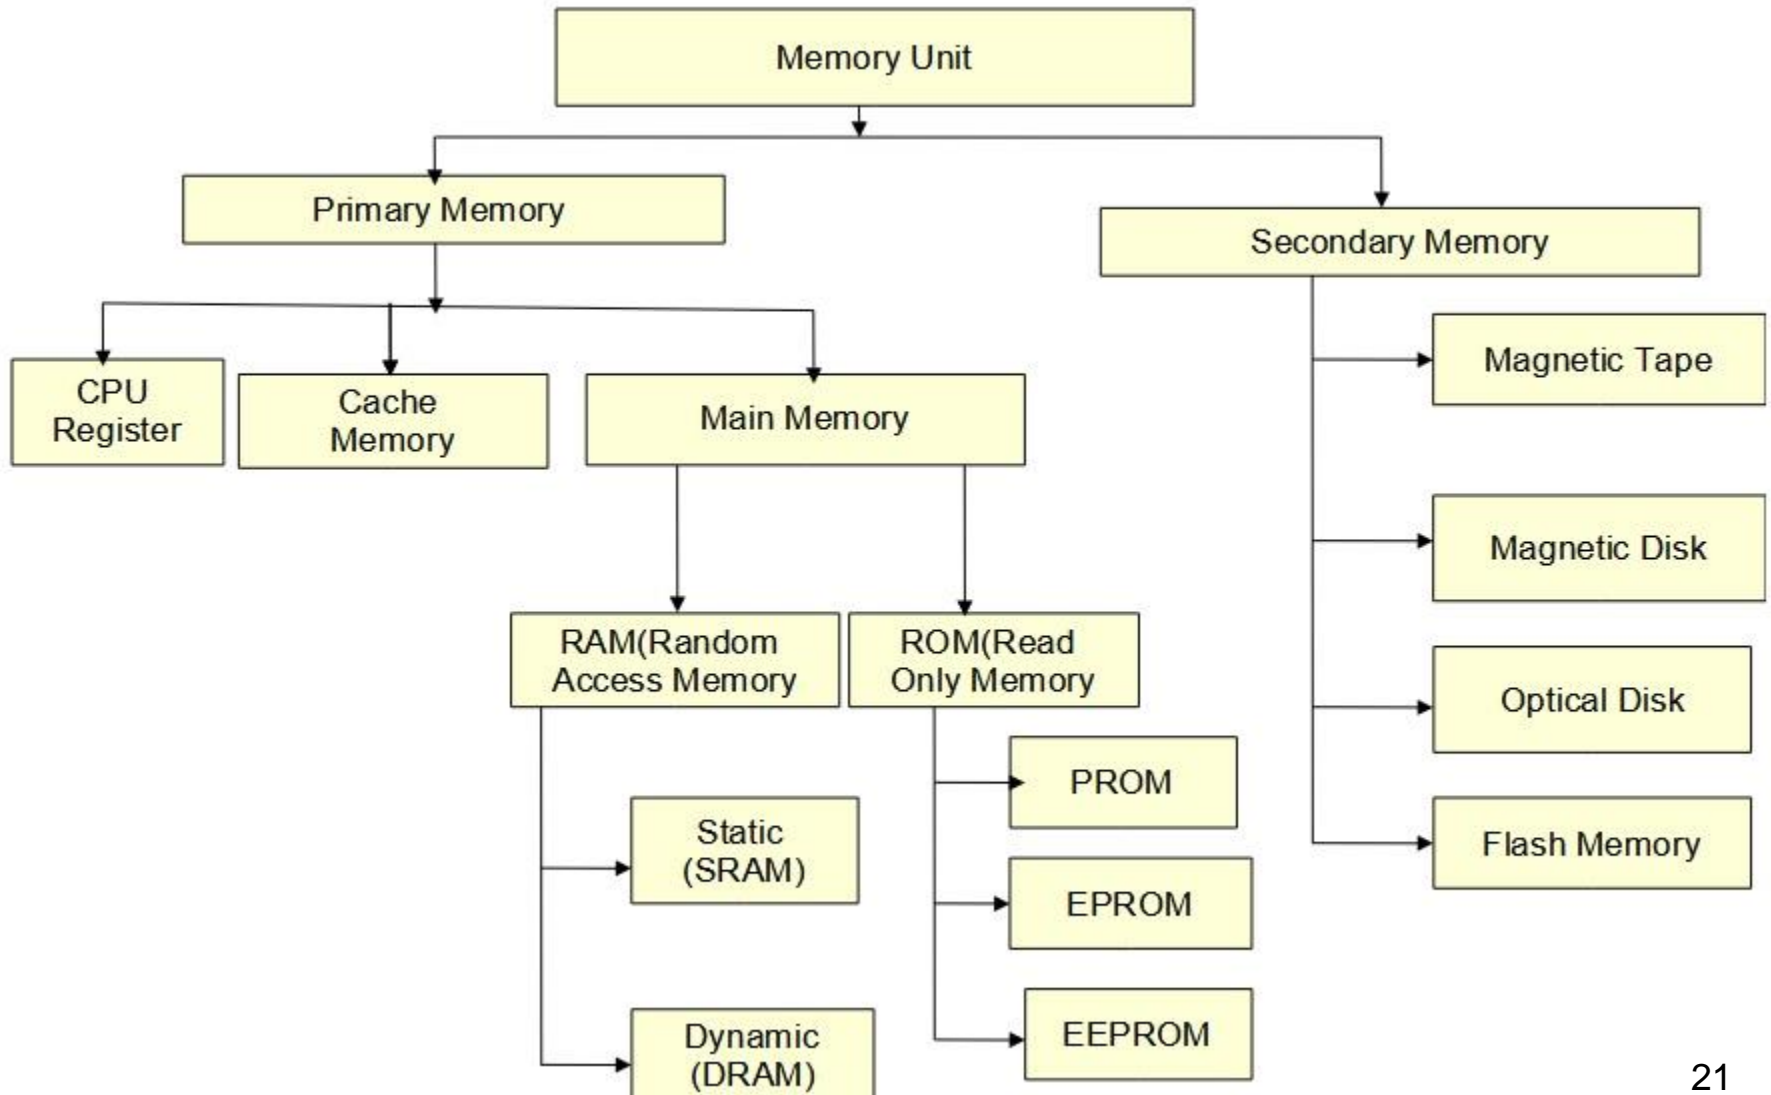 Memory Unit
Primary Memory
Secondary Memory
CPU
Register
Cache
Memory
Main Memory
Magnetic Tape
Magnetic Disk
RAM(Random
Access Memory
ROM(Read
Only Memory
Optical Disk
PROM
Static
(SRAM)
Flash Memory
EPROM
EEPROM
Dynamic
(DRAM)
21